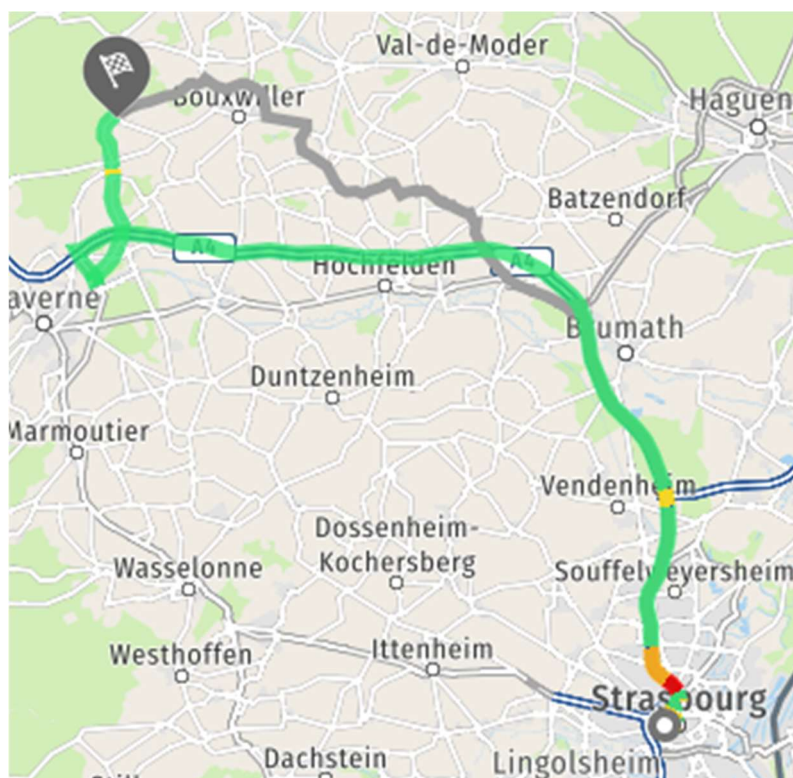 Val-de-Moder
Bouxwiller
Haguen
Batzendorf
A4
A4
Hochfelden
averne
Brumath
Duntzenheim
Marmoutier
Vendenheim
Dossenheim-
Kochersberg
Wasselonne
Souffelweyersheim
Ittenheim
Westhoffen
Strasbourg
Dachstein
Lingolsheim